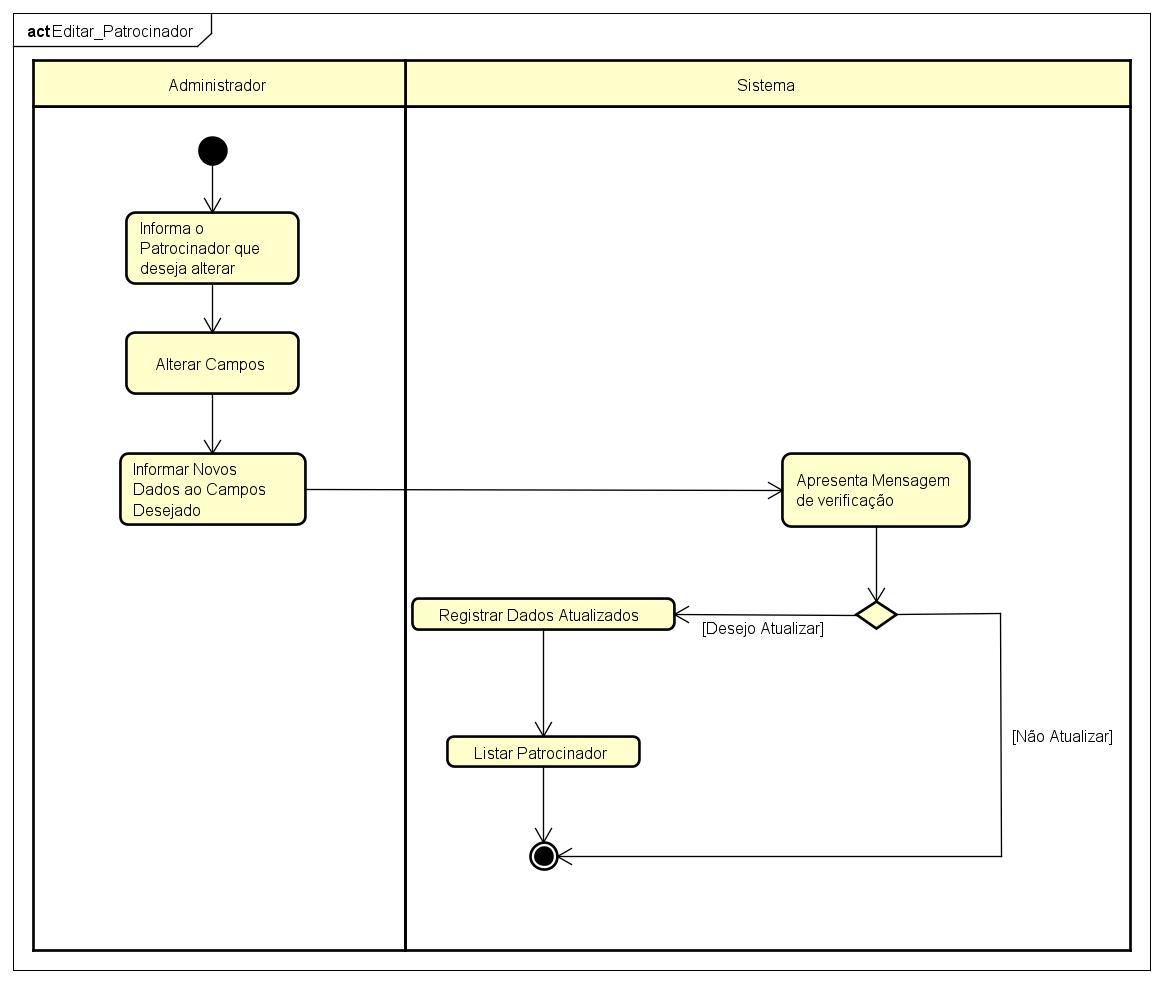 act Editar_Patrocinador
Administrador
Sistema
Informa o
Patrocinador que
deseja alterar
Alterar Campos
Informar Novos
Dados ao Campos
Desejado
Apresenta Mensagem
de verificação
Registrar Dados Atualizados
[Desejo Atualizar]
[Não Atualizar]
Listar Patrocinador